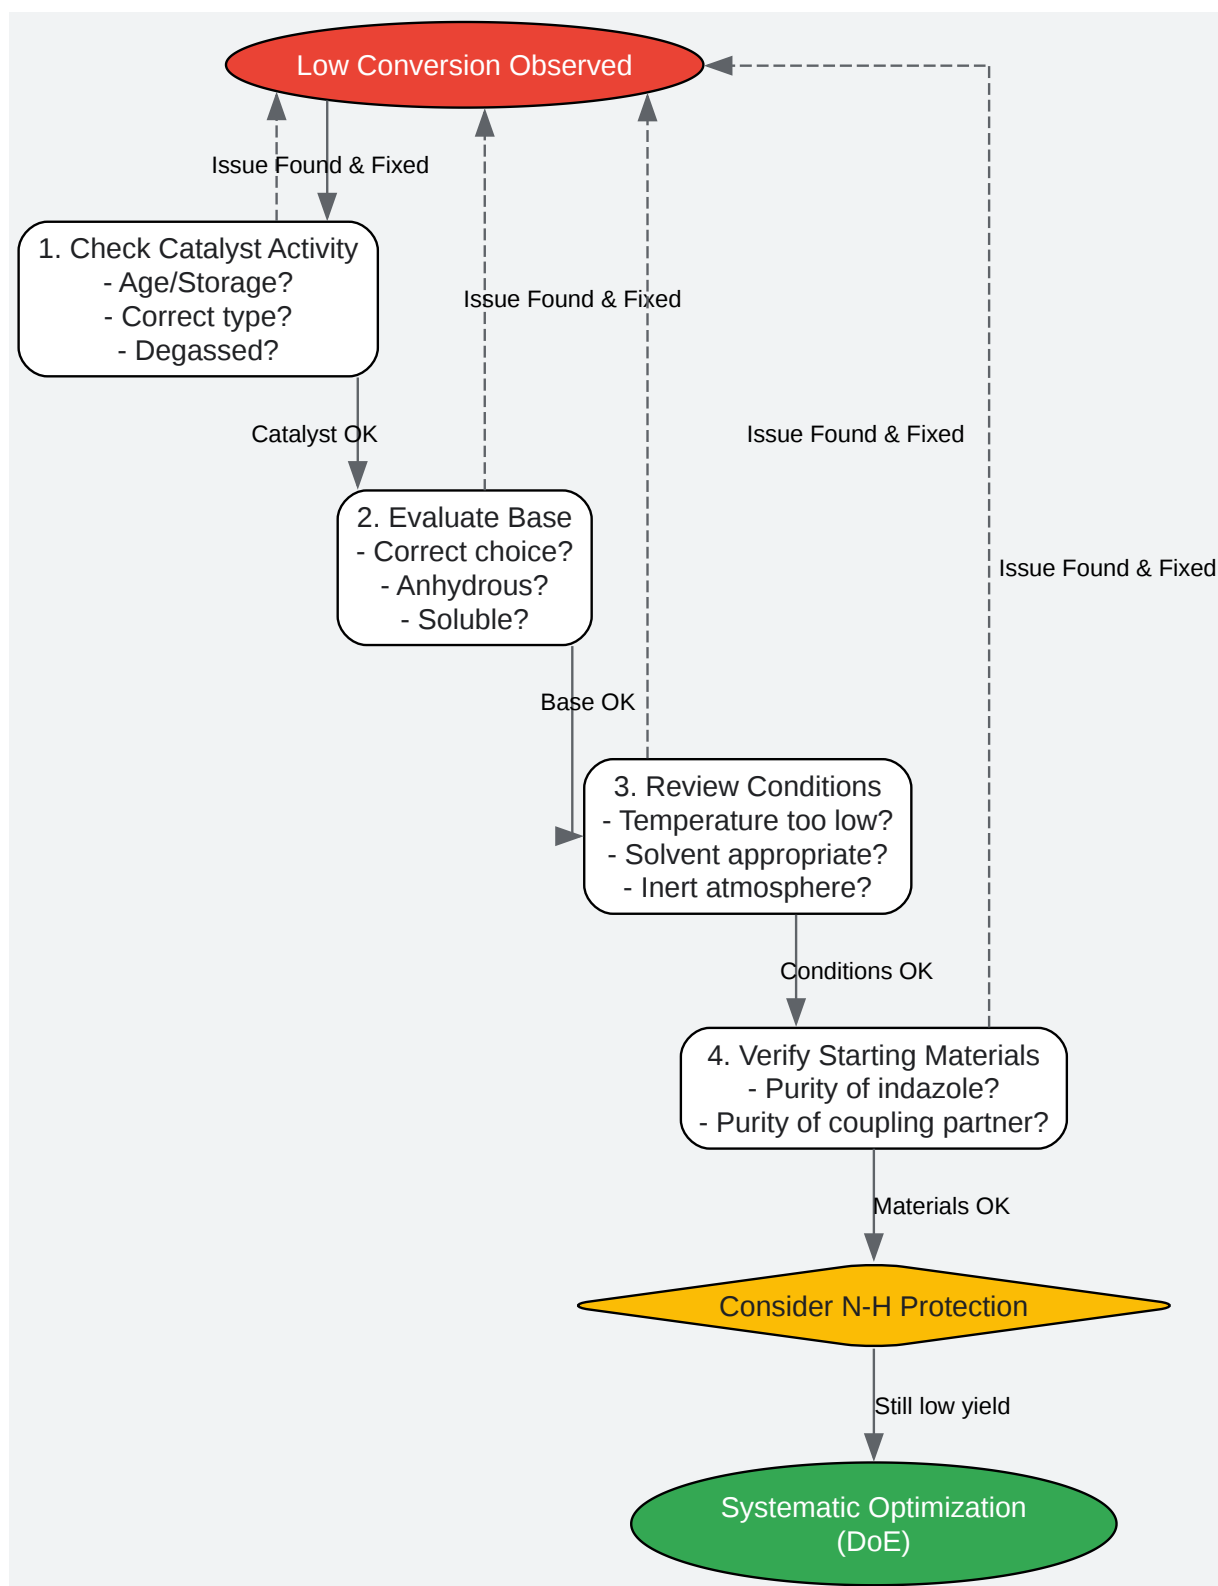 Low Conversion Observed
Issue Found & Fixed
1. Check Catalyst Activity
- Age/Storage?
- Correct type?
- Degassed?
Issue Found & Fixed
Catalyst OK
Issue Found & Fixed
2. Evaluate Base
- Correct choice?
- Anhydrous?
- Soluble?
Issue Found & Fixed
Base OK
3. Review Conditions
- Temperature too low?
- Solvent appropriate?
- Inert atmosphere?
Conditions OK
4. Verify Starting Materials
- Purity of indazole?
- Purity of coupling partner?
Materials OK
Consider N-H Protection
Still low yield
Systematic Optimization
(DoE)